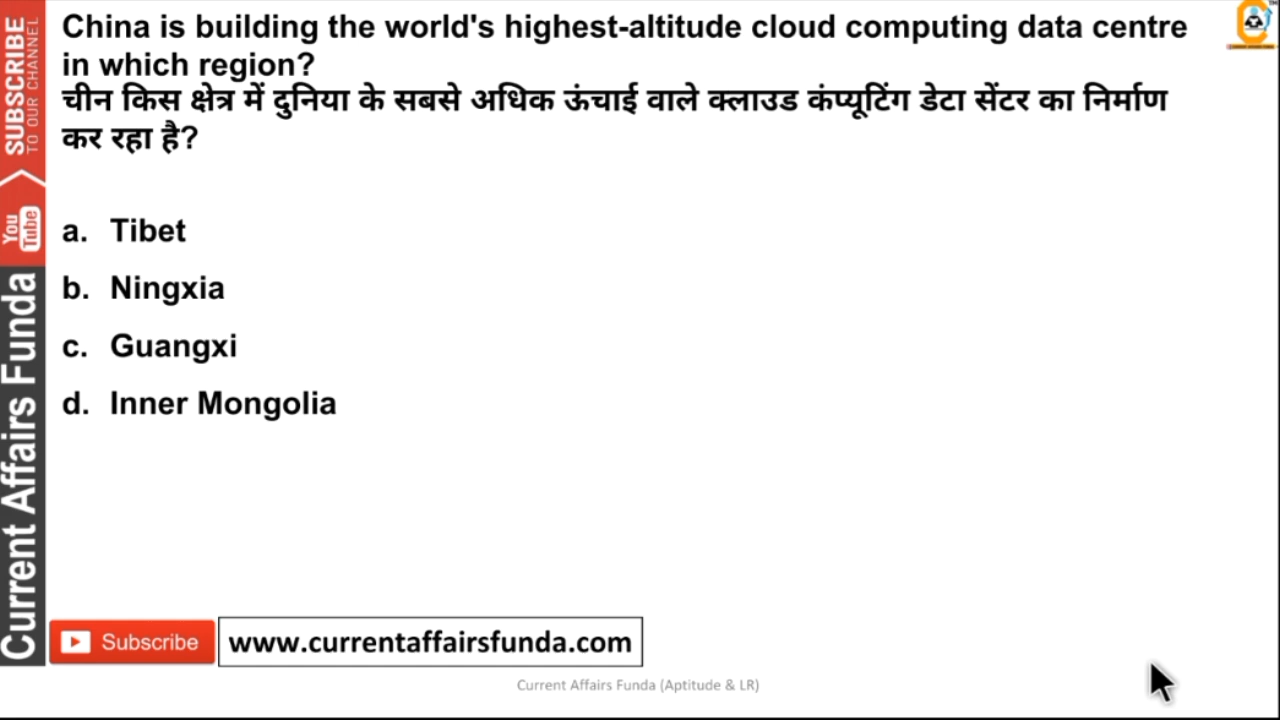 China is building the world's highest-altitude cloud computing data centre
in which region?
चीन किस क्षेत्र में दुनिया के सबसे अधिक ऊंचाई वाले क्लाउड कंप्यूटिंग डेटा सेंटर का निर्माण
कर रहा है?
a. Tibet
b. Ningxia
c. Guangxi
d. Inner Mongolia
SUBSCRIBE
TO OUR CHANNEL
You Tube
Current Affairs Funda
Subscribe
www.currentaffairsfunda.com
Current Affairs Funda (Aptitude & LR)